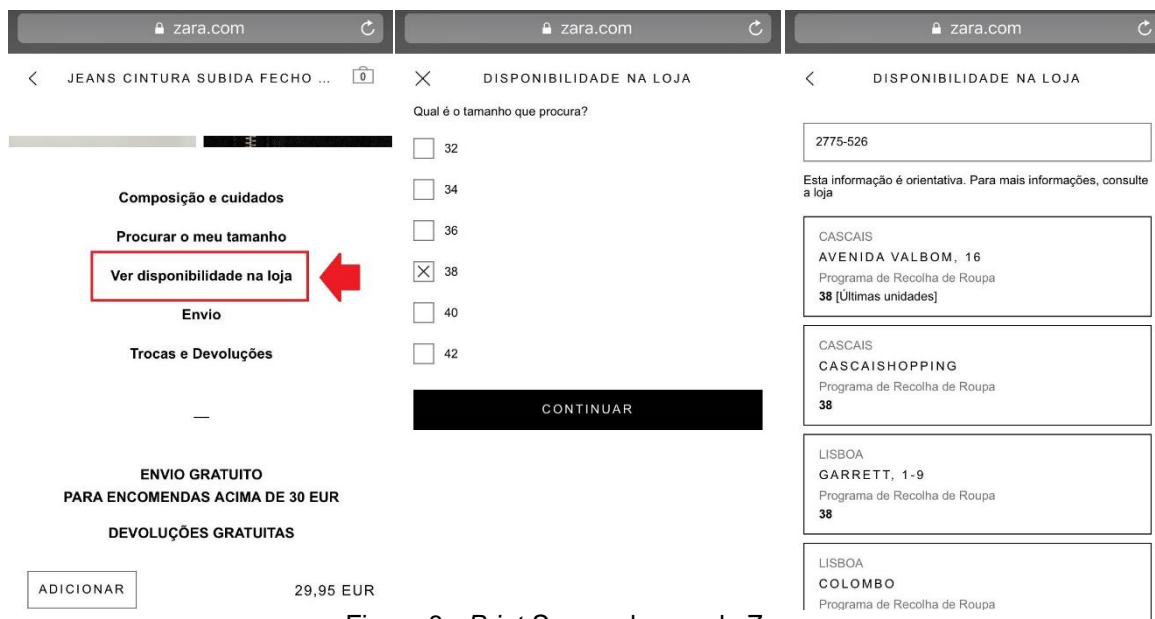 zara.com
JEANS CINTURA SUBIDA FECHO ...
0
Composição e cuidados
Procurar o meu tamanho
Ver disponibilidade na loja
Envio
Trocas e Devoluções
—
ENVIO GRATUITO
PARA ENCOMENDAS ACIMA DE 30 EUR
DEVOLUÇÕES GRATUITAS
ADICIONAR
29,95 EUR
zara.com
DISPONIBILIDADE NA LOJA
Qual é o tamanho que procura?
32
34
36
38
40
42
CONTINUAR
zara.com
DISPONIBILIDADE NA LOJA
2775-526
Esta informação é orientativa. Para mais informações, consulte
a loja
CASCAIS
AVENIDA VALBOM, 16
Programa de Recolha de Roupa
38 [Últimas unidades]
CASCAIS
CASCAISHOPPING
Programa de Recolha de Roupa
38
LISBOA
GARRETT, 1-9
Programa de Recolha de Roupa
38
LISBOA
COLOMBO
Programa de Recolha de Roupa